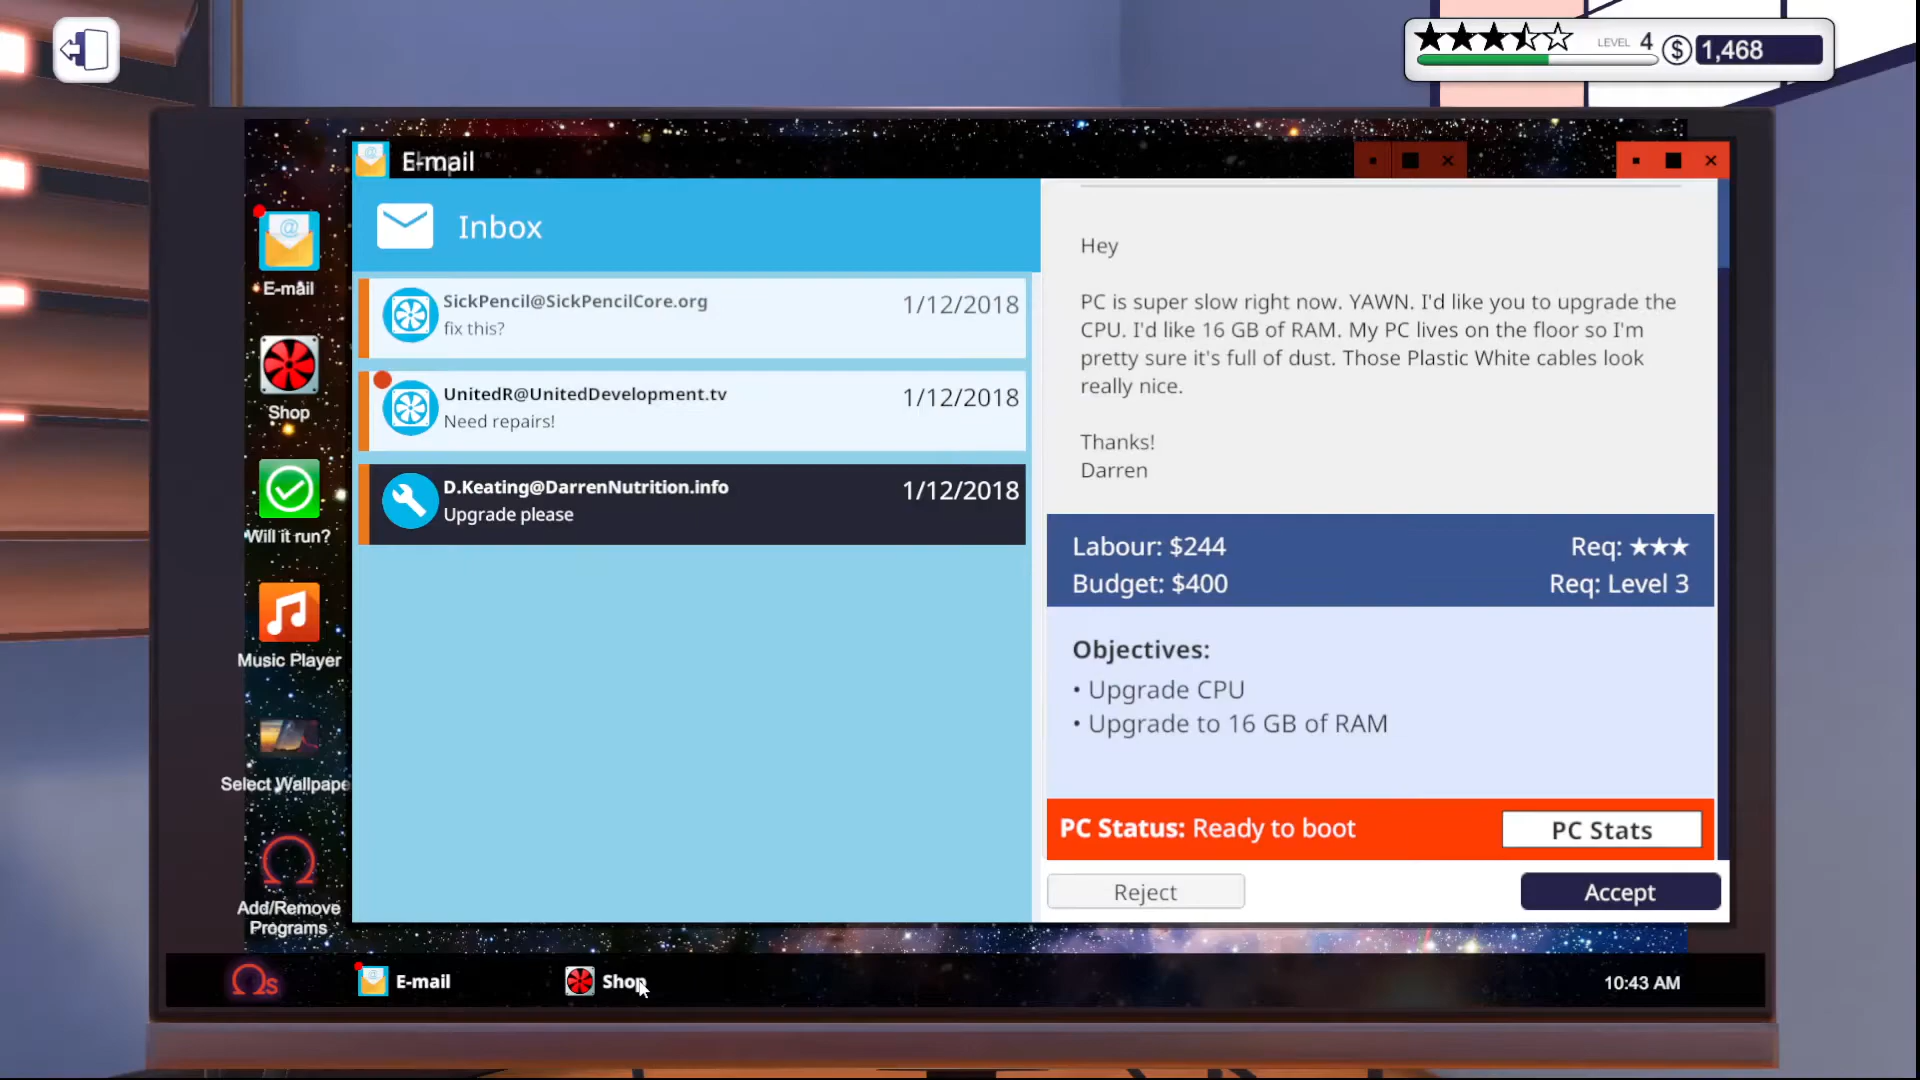 ★★★⯪☆ LEVEL 4 $ 1,468
E-mail
Inbox
SickPencil@SickPencilCore.org 1/12/2018
fix this?
UnitedR@UnitedDevelopment.tv 1/12/2018
Need repairs!
D.Keating@DarrenNutrition.info 1/12/2018
Upgrade please
Hey
PC is super slow right now. YAWN. I'd like you to upgrade the
CPU. I'd like 16 GB of RAM. My PC lives on the floor so I'm
pretty sure it's full of dust. Those Plastic White cables look
really nice.
Thanks!
Darren
Labour: $244 Req: ★★★
Budget: $400 Req: Level 3
Objectives:
• Upgrade CPU
• Upgrade to 16 GB of RAM
PC Status: Ready to boot PC Stats
Reject Accept
E-mail
Shop
Will it run?
Music Player
Select Wallpape
Add/Remove
Programs
Ωs E-mail Shop 10:43 AM